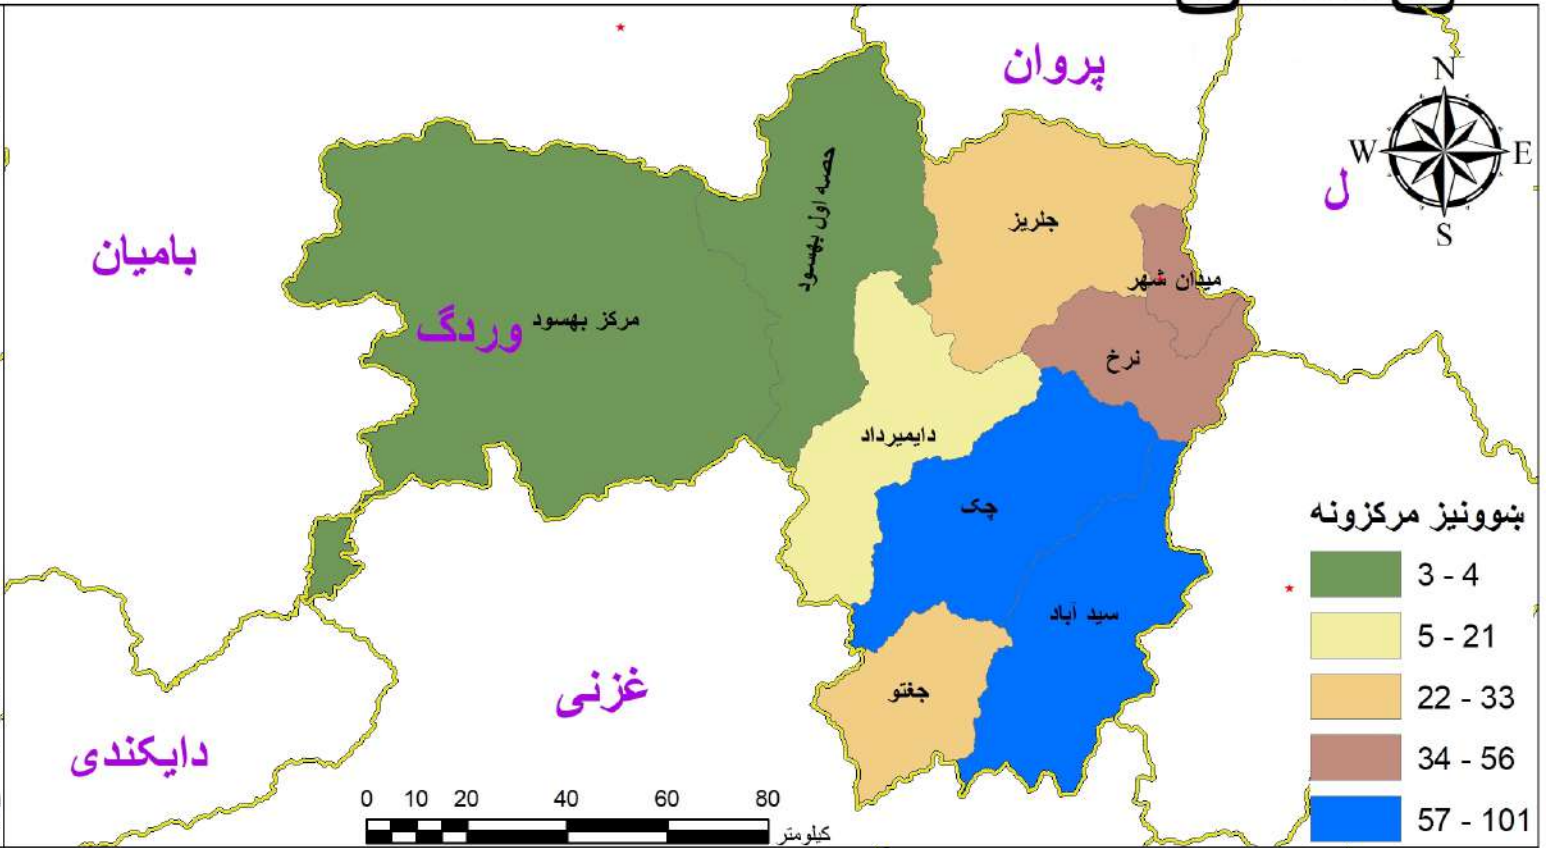 پروان
N
W
E
S
ل
حصه اول بهسود
جلریز
بامیان
میدان شهر
وردگ
مرکز بهسود
نرخ
دایمیرداد
چک
سید آباد
جغتو
غزنی
دایکندی
ښوونیز مرکزونه
3 - 4
5 - 21
22 - 33
34 - 56
57 - 101
0 10 20 40 60 80
کیلومتر